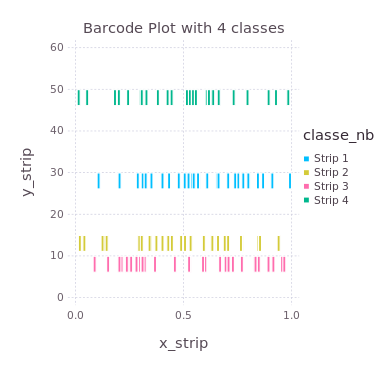 Barcode Plot with 4 classes
60
50
40
30
20
10
0
y_strip
0.0 0.5 1.0
x_strip
classe_nb
Strip 1
Strip 2
Strip 3
Strip 4